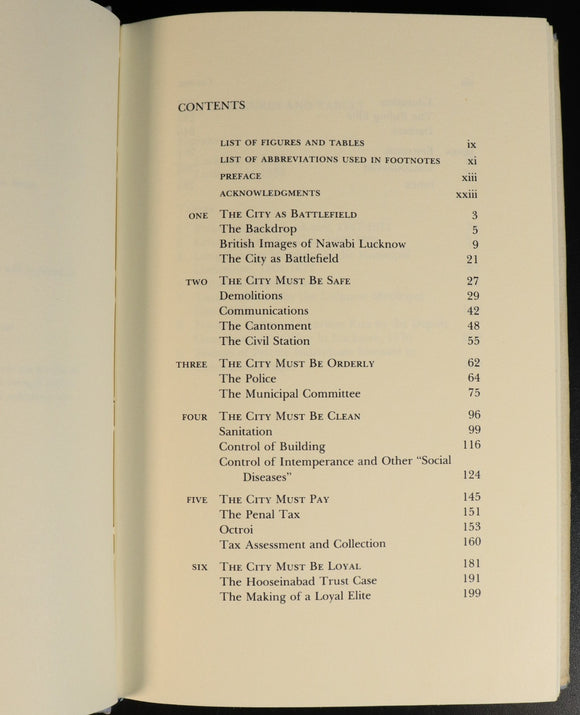 CONTENTS
LIST OF FIGURES AND TABLES ix
LIST OF ABBREVIATIONS USED IN FOOTNOTES xi
PREFACE xiii
ACKNOWLEDGMENTS xxiii
ONE THE CITY AS BATTLEFIELD 3
The Backdrop 5
British Images of Nawabi Lucknow 9
The City as Battlefield 21
TWO THE CITY MUST BE SAFE 27
Demolitions 29
Communications 42
The Cantonment 48
The Civil Station 55
THREE THE CITY MUST BE ORDERLY 62
The Police 64
The Municipal Committee 75
FOUR THE CITY MUST BE CLEAN 96
Sanitation 99
Control of Building 116
Control of Intemperance and Other “Social
Diseases” 124
FIVE THE CITY MUST PAY 145
The Penal Tax 151
Octroi 153
Tax Assessment and Collection 160
SIX THE CITY MUST BE LOYAL 181
The Hooseinabad Trust Case 191
The Making of a Loyal Elite 199